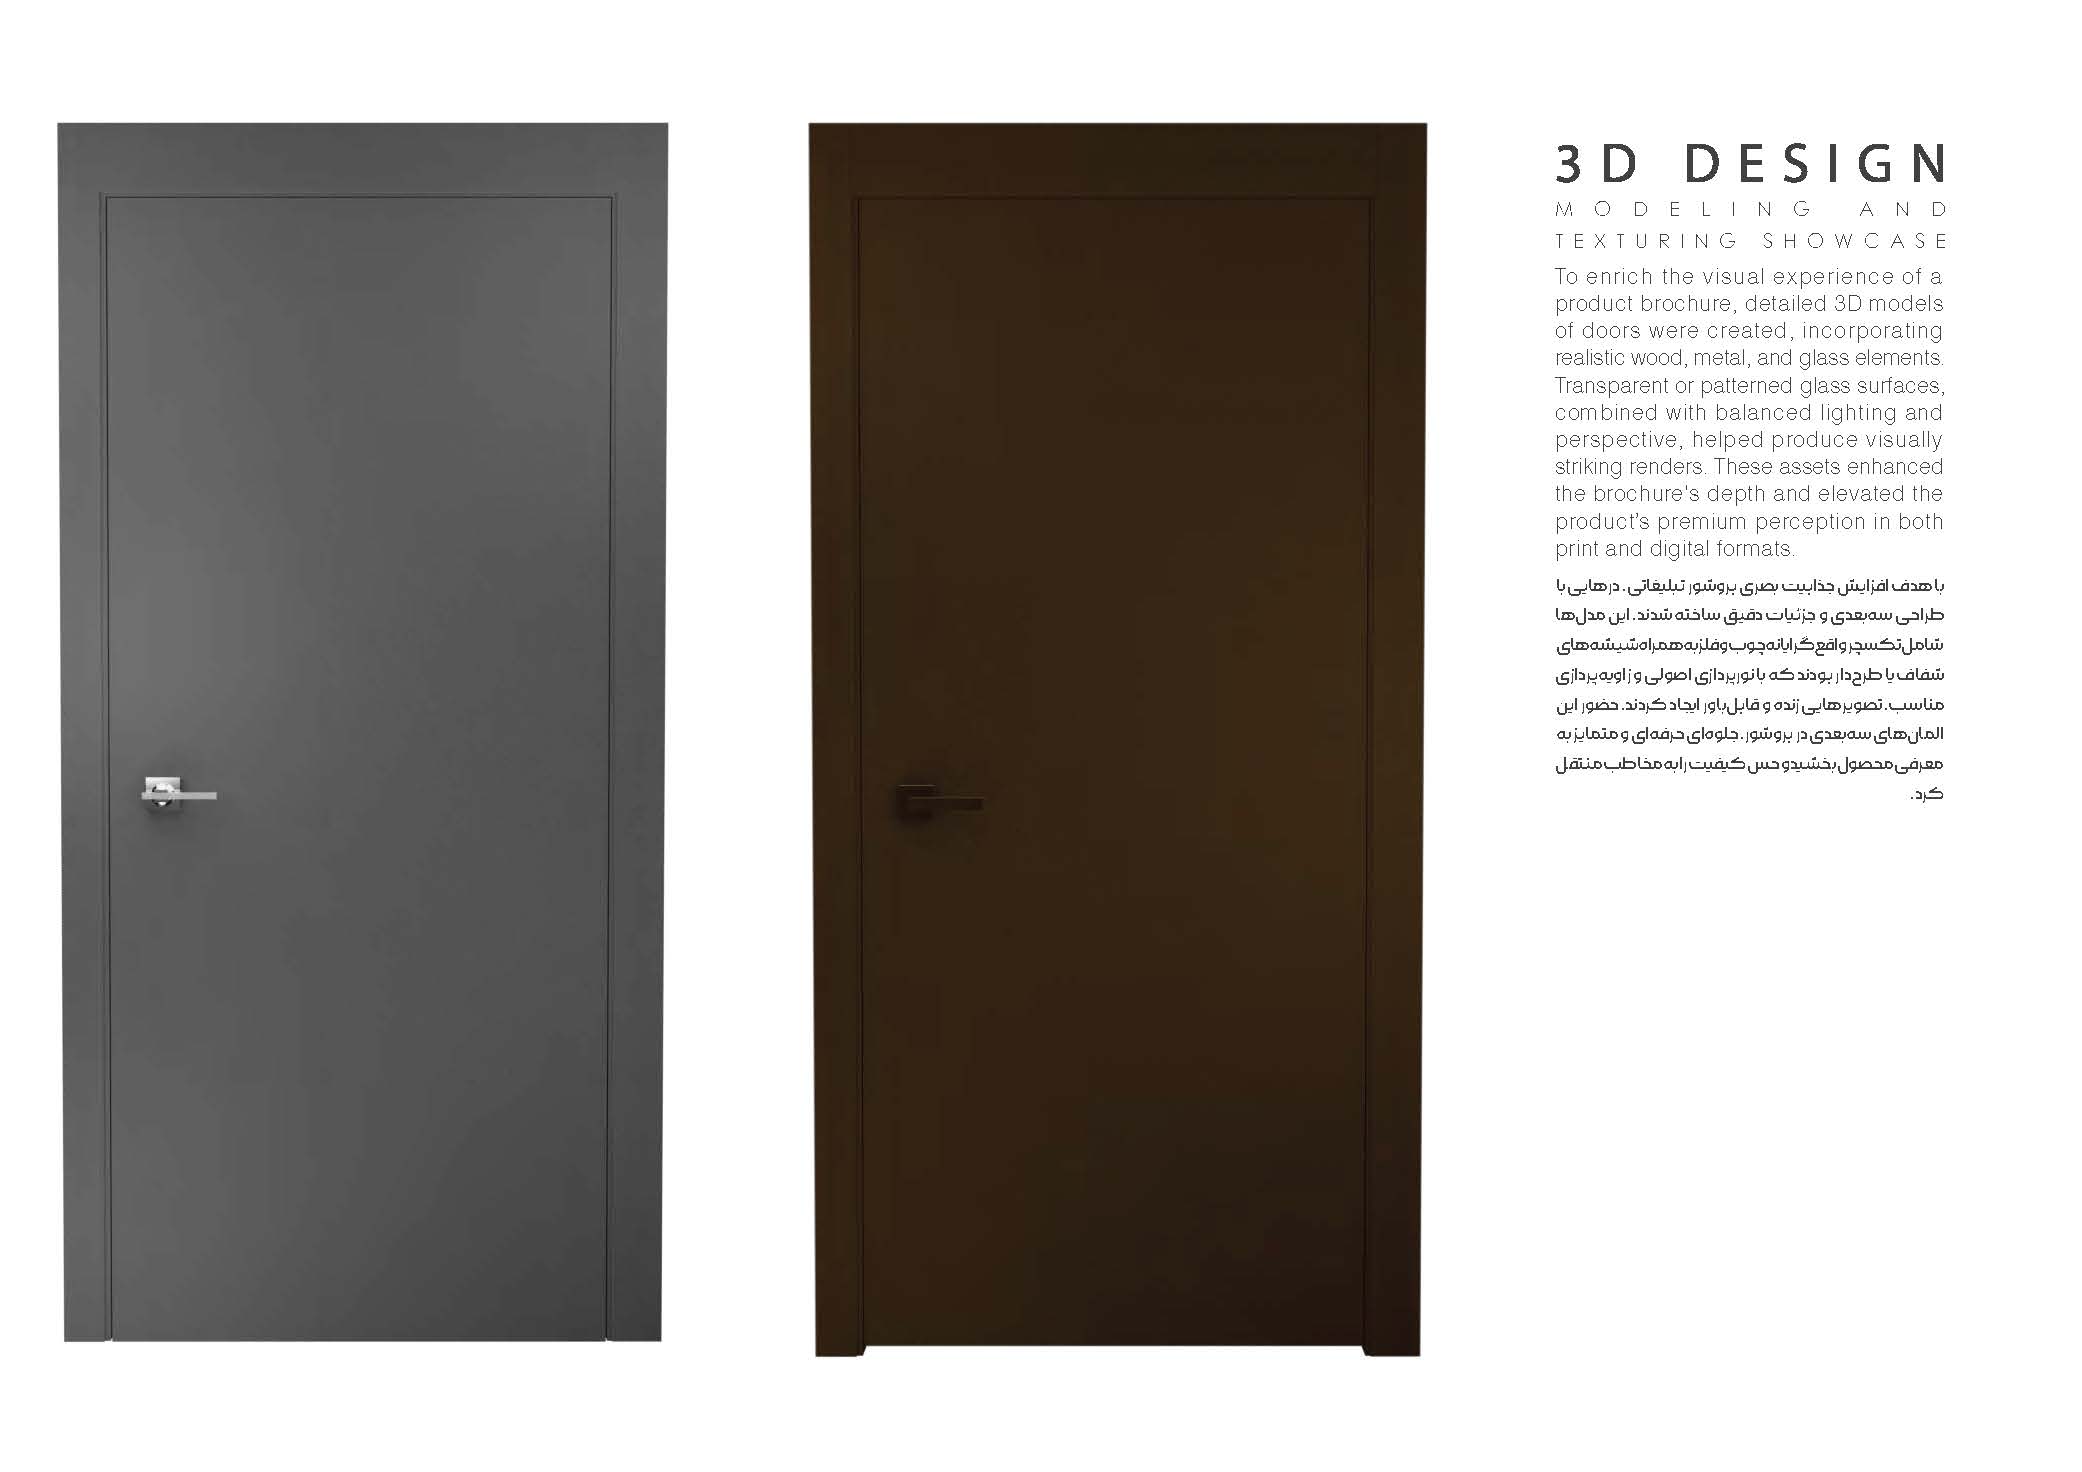 3D DESIGN
MODELING AND
TEXTURING SHOWCASE
To enrich the visual experience of a
product brochure, detailed 3D models
of doors were created, incorporating
realistic wood, metal, and glass elements.
Transparent or patterned glass surfaces,
combined with balanced lighting and
perspective, helped produce visually
striking renders. These assets enhanced
the brochure's depth and elevated the
product’s premium perception in both
print and digital formats.
با هدف افزایش جذابیت بصری بروشور تبلیغاتی، درهایی با
طراحی سه‌بعدی و جزئیات دقیق ساخته شدند. این مدل‌ها
شامل تکسچر واقع‌گرایانه چوب و فلز به همراه شیشه‌های
شفاف یا طرح‌دار بودند که با نورپردازی اصولی و زاویه‌پردازی
مناسب، تصویرهایی زنده و قابل‌باور ایجاد کردند. حضور این
المان‌های سه‌بعدی در بروشور، جلوه‌ای حرفه‌ای و متمایز به
معرفی محصول بخشید و حس کیفیت را به مخاطب منتقل
کرد.